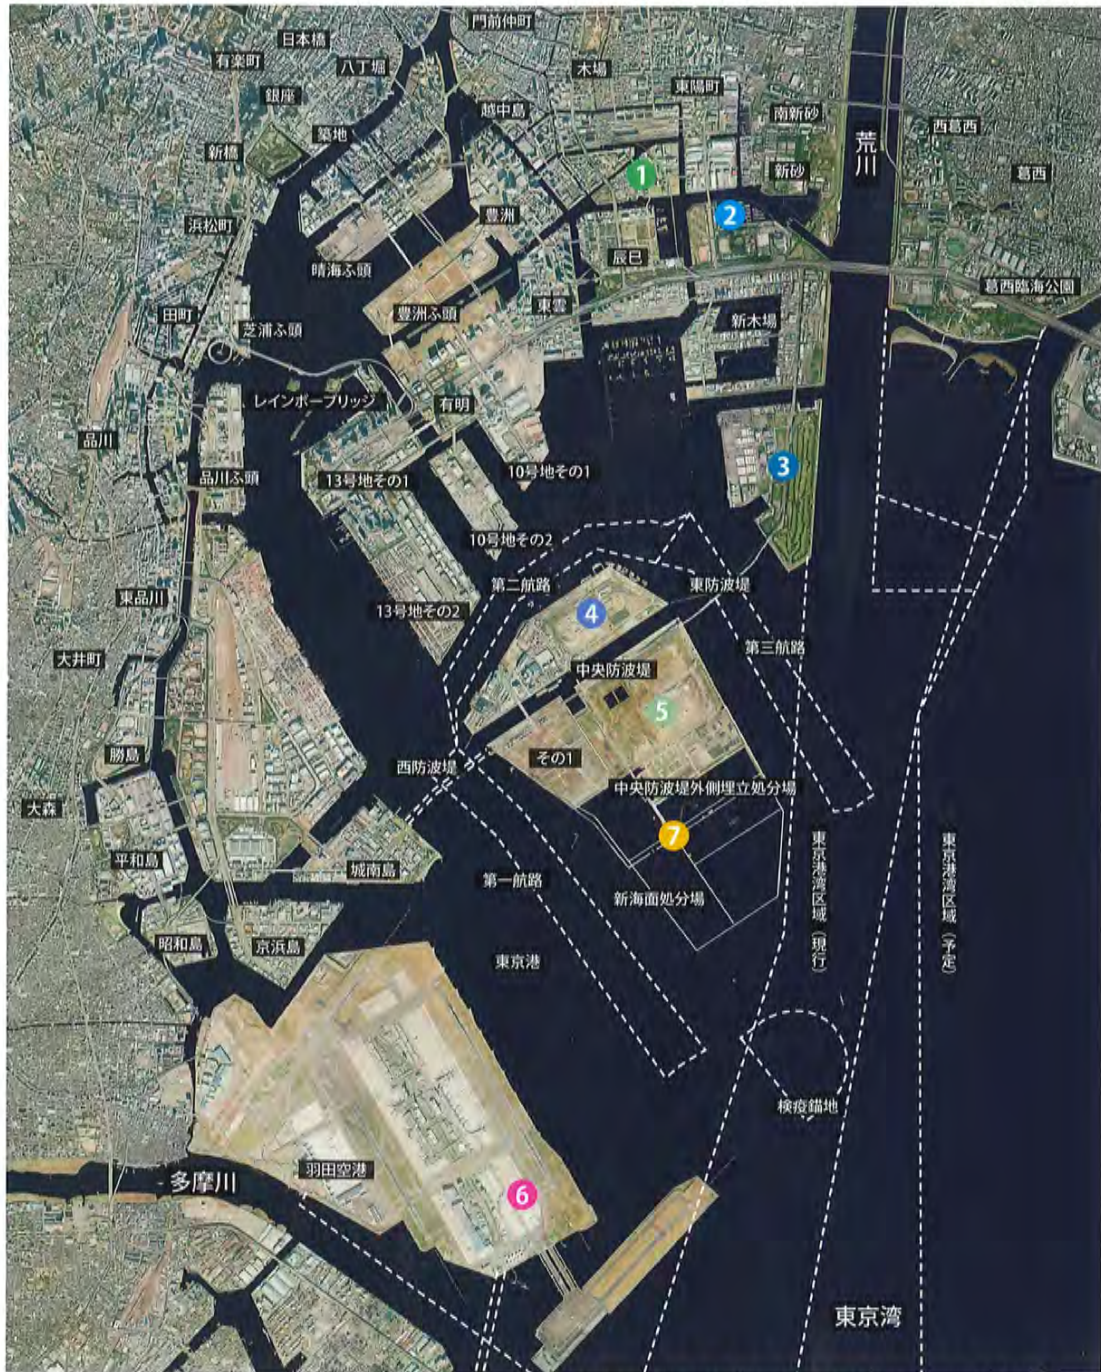 門前仲町
日本橋
有楽町
八丁堀
木場
銀座
越中島
東陽町
南新砂
築地
荒川
西葛西
新橋
1
新砂
葛西
豊洲
2
浜松町
辰巳
晴海ふ頭
東雲
葛西臨海公園
田町
豊洲ふ頭
新木場
芝浦ふ頭
レインボーブリッジ
有明
品川
3
品川ふ頭
13号地その1
10号地その1
10号地その2
第二航路
東防波堤
東品川
13号地その2
4
第三航路
大井町
中央防波堤
5
勝島
西防波堤
その1
中央防波堤外側埋立処分場
大森
7
平和島
城南島
第一航路
新海面処分場
東京港湾区域(現行)
東京港湾区域(予定)
昭和島
京浜島
東京港
検疫錨地
羽田空港
多摩川
6
東京湾